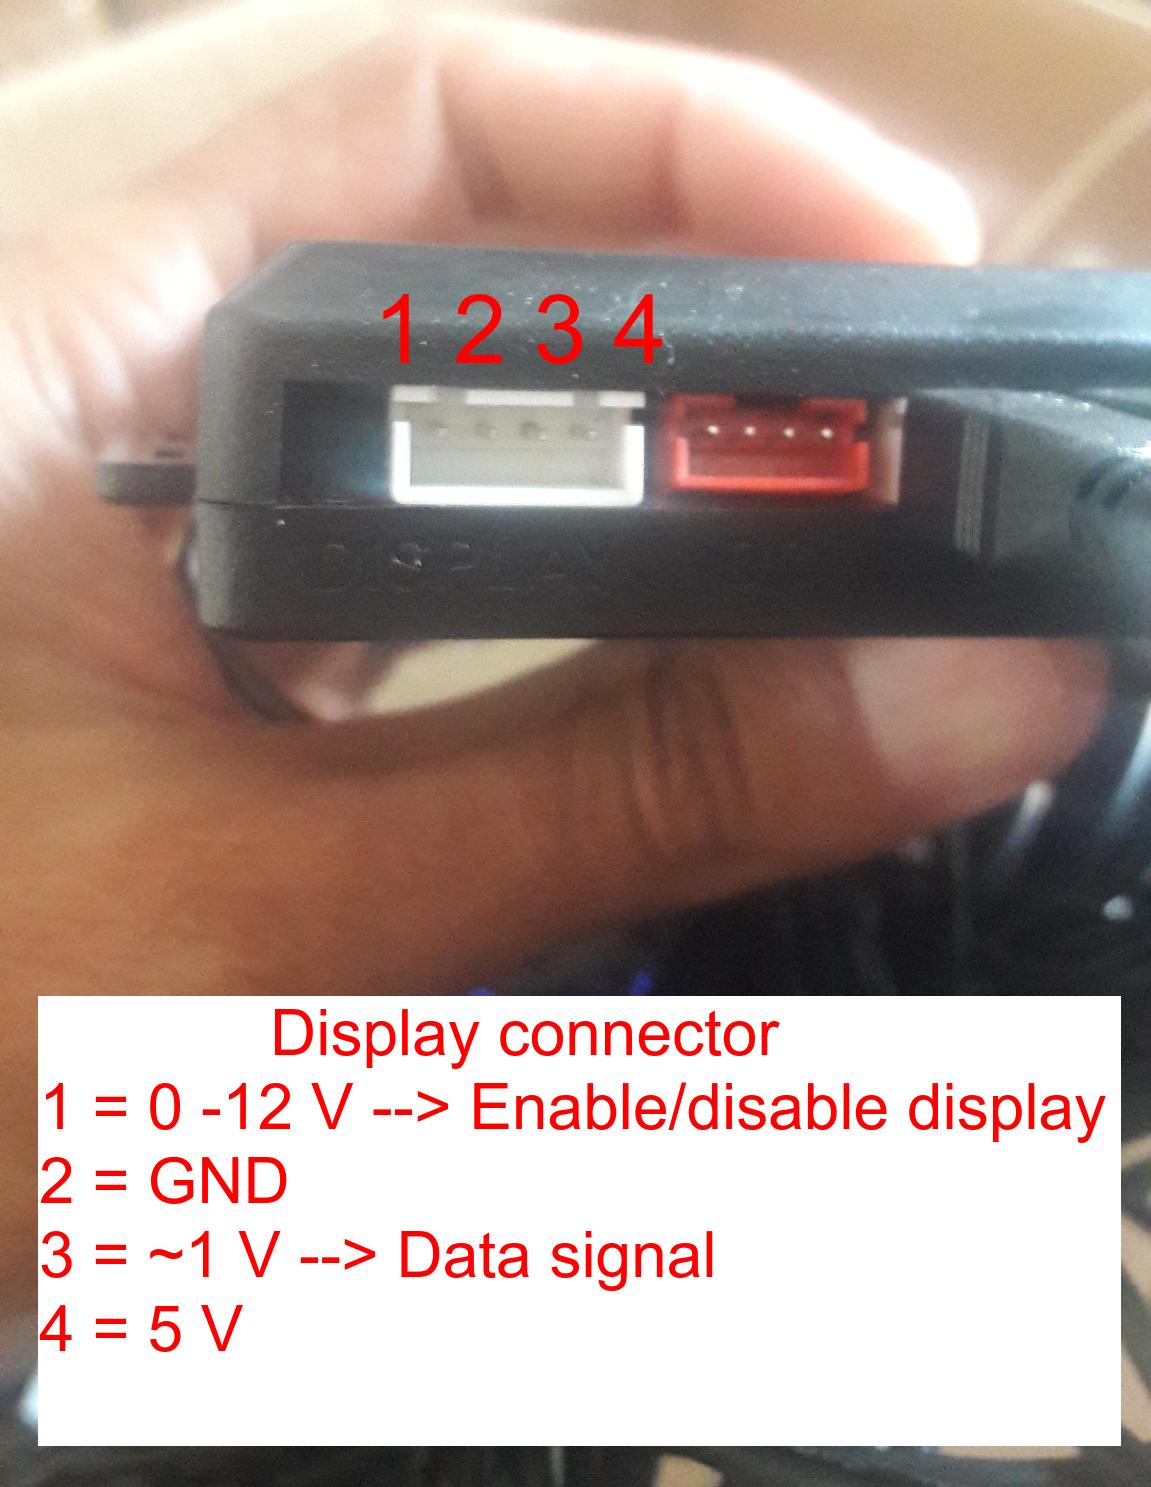 1 2 3 4
DISPLAY
Display connector
1 = 0 -12 V --> Enable/disable display
2 = GND
3 = ~1 V --> Data signal
4 = 5 V